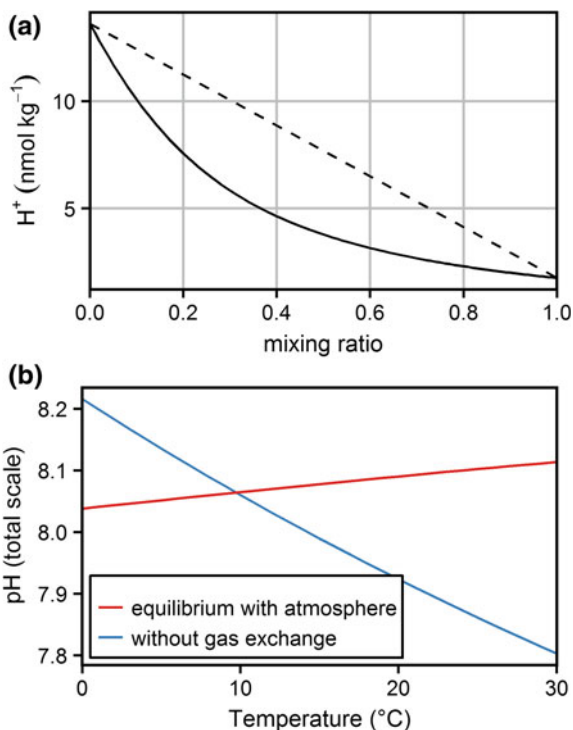 (a)
H⁺ (nmol kg⁻¹)
10
5
0.0 0.2 0.4 0.6 0.8 1.0
mixing ratio
(b)
pH (total scale)
8.2
8.1
8.0
7.9
7.8
equilibrium with atmosphere
without gas exchange
0 10 20 30
Temperature (°C)